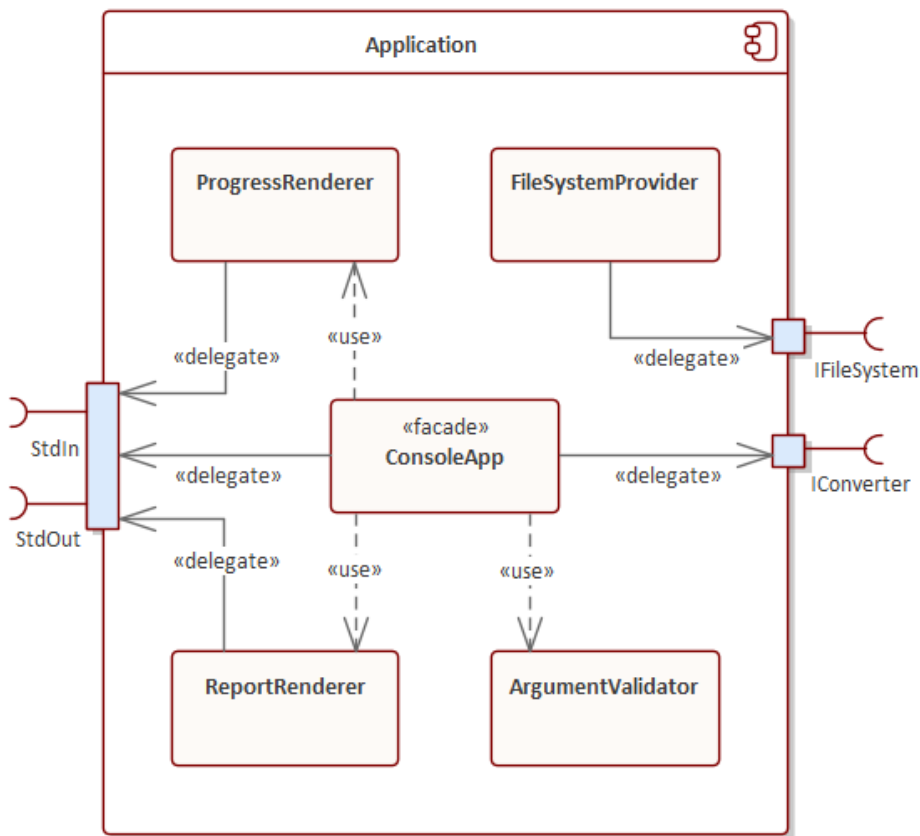 Application
ProgressRenderer
FileSystemProvider
«use»
«delegate»
«delegate»
IFileSystem
«facade»
ConsoleApp
StdIn
«delegate»
«delegate»
IConverter
StdOut
«delegate»
«use»
«use»
ReportRenderer
ArgumentValidator